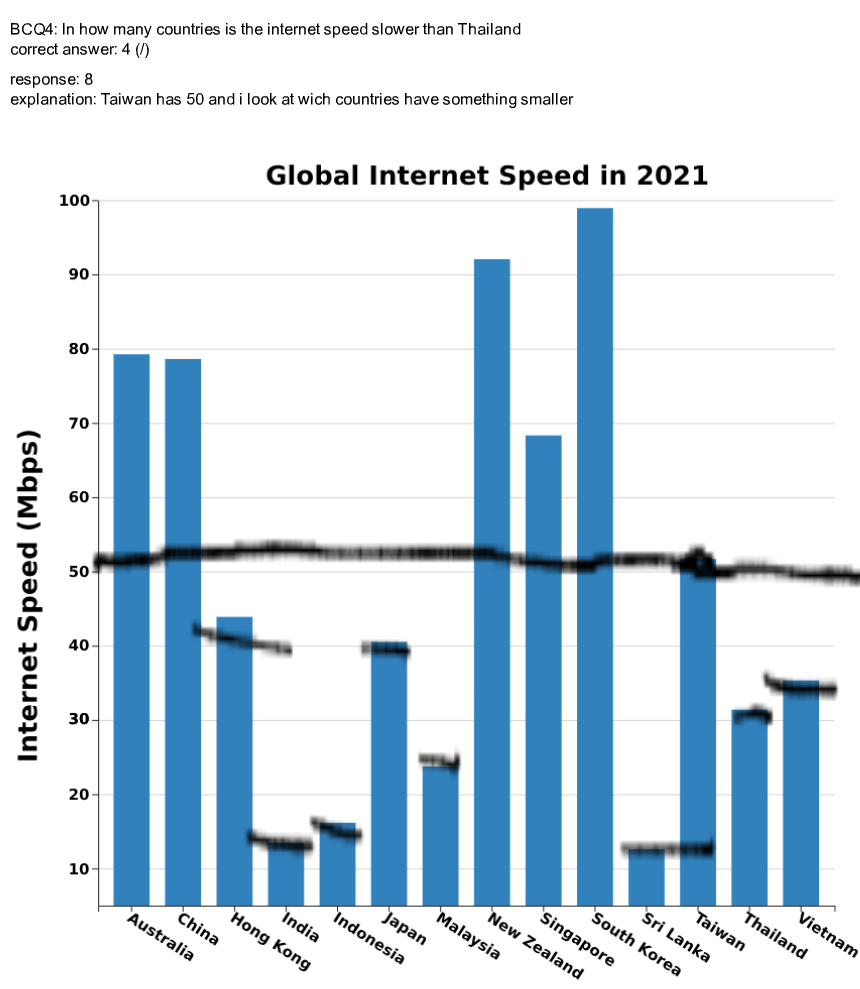 BCQ4: In how many countries is the internet speed slower than Thailand
correct answer: 4 (/)
response: 8
explanation: Taiwan has 50 and i look at wich countries have something smaller
Global Internet Speed in 2021
Internet Speed (Mbps)
100
90
80
70
60
50
40
30
20
10
Australia
China
Hong Kong
India
Indonesia
Japan
Malaysia
New Zealand
Singapore
South Korea
Sri Lanka
Taiwan
Thailand
Vietnam